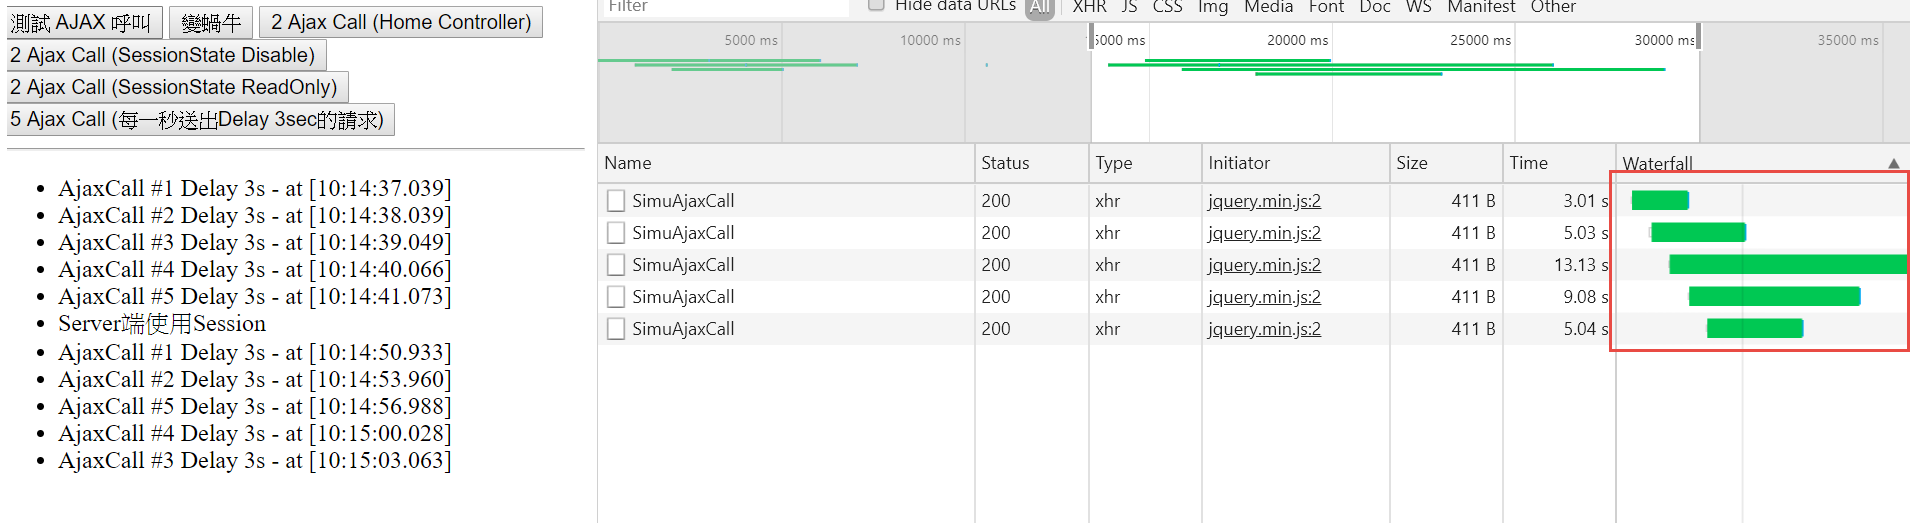 測試 AJAX 呼叫 變蝸牛 2 Ajax Call (Home Controller)
2 Ajax Call (SessionState Disable)
2 Ajax Call (SessionState ReadOnly)
5 Ajax Call (每一秒送出Delay 3sec的請求)
AjaxCall #1 Delay 3s - at [10:14:37.039]
AjaxCall #2 Delay 3s - at [10:14:38.039]
AjaxCall #3 Delay 3s - at [10:14:39.049]
AjaxCall #4 Delay 3s - at [10:14:40.066]
AjaxCall #5 Delay 3s - at [10:14:41.073]
Server端使用Session
AjaxCall #1 Delay 3s - at [10:14:50.933]
AjaxCall #2 Delay 3s - at [10:14:53.960]
AjaxCall #5 Delay 3s - at [10:14:56.988]
AjaxCall #4 Delay 3s - at [10:15:00.028]
AjaxCall #3 Delay 3s - at [10:15:03.063]
Filter Hide data URLs All XHR JS CSS Img Media Font Doc WS Manifest Other
5000 ms 10000 ms 5000 ms 20000 ms 25000 ms 30000 ms 35000 ms
Name Status Type Initiator Size Time Waterfall
SimuAjaxCall 200 xhr jquery.min.js:2 411 B 3.01 s
SimuAjaxCall 200 xhr jquery.min.js:2 411 B 5.03 s
SimuAjaxCall 200 xhr jquery.min.js:2 411 B 13.13 s
SimuAjaxCall 200 xhr jquery.min.js:2 411 B 9.08 s
SimuAjaxCall 200 xhr jquery.min.js:2 411 B 5.04 s